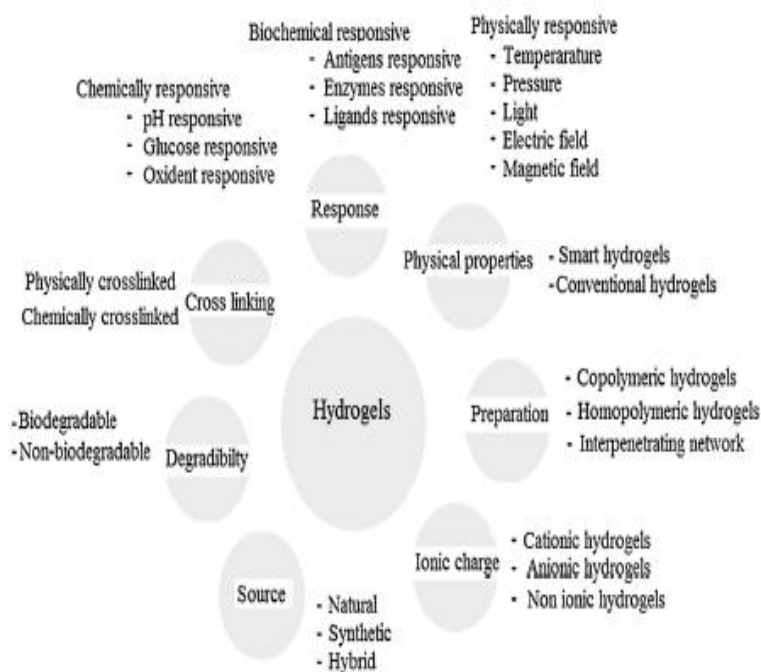 Biochemical responsive
- Antigens responsive
- Enzymes responsive
- Ligands responsive
Physically responsive
- Temperarature
- Pressure
- Light
- Electric field
- Magnetic field
Chemically responsive
- pH responsive
- Glucose responsive
- Oxident responsive
Response
Physical properties
- Smart hydrogels
- Conventional hydrogels
Physically crosslinked
Chemically crosslinked
Cross linking
Hydrogels
Preparation
- Copolymeric hydrogels
- Homopolymeric hydrogels
- Interpenetrating network
- Biodegradable
- Non-biodegradable
Degradibilty
Ionic charge
- Cationic hydrogels
- Anionic hydrogels
- Non ionic hydrogels
Source
- Natural
- Synthetic
- Hybrid